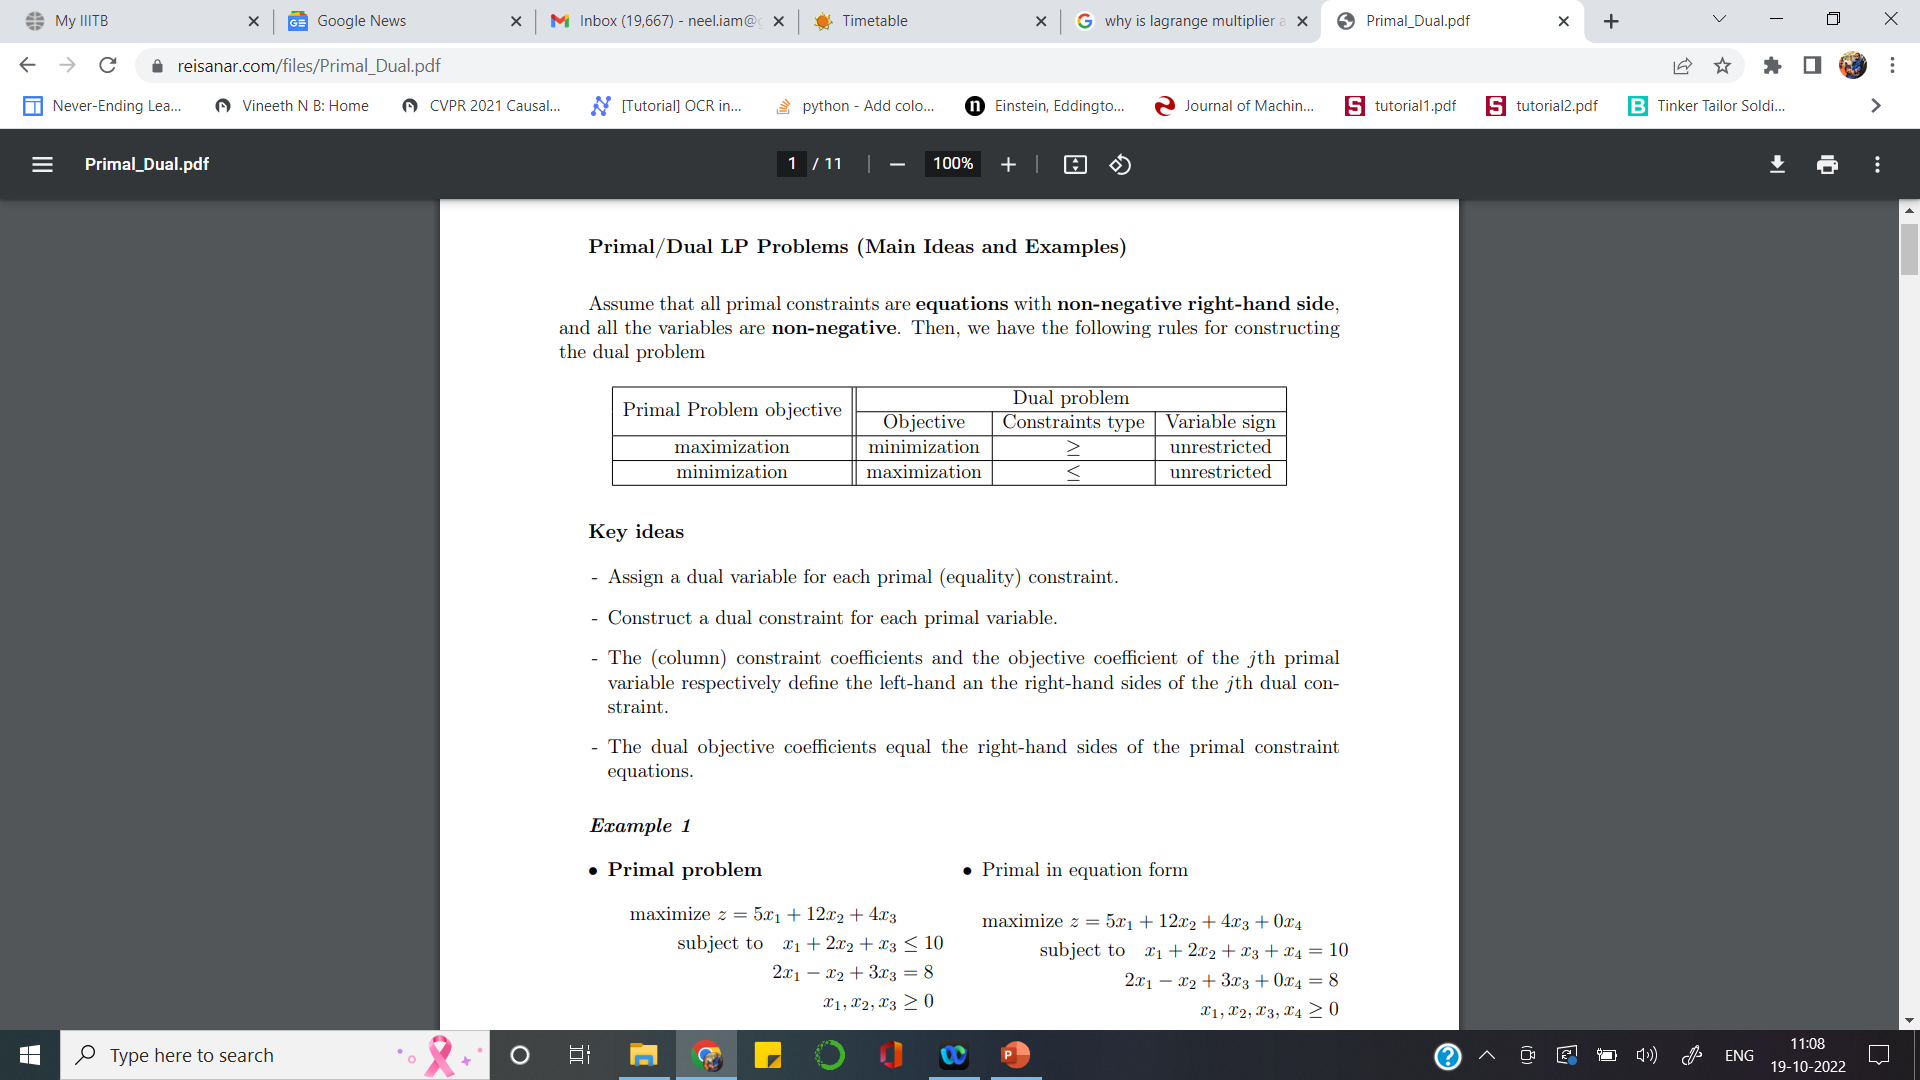 My IIITB
Google News
Inbox (19,667) - neel.iam@
Timetable
why is lagrange multiplier
Primal_Dual.pdf
reisanar.com/files/Primal_Dual.pdf
Never-Ending Lea...
Vineeth N B: Home
CVPR 2021 Causal...
[Tutorial] OCR in...
python - Add colo...
Einstein, Eddingto...
Journal of Machin...
tutorial1.pdf
tutorial2.pdf
Tinker Tailor Soldi...
Primal_Dual.pdf
1 / 11
100%
Primal/Dual LP Problems (Main Ideas and Examples)
Assume that all primal constraints are equations with non-negative right-hand side,
and all the variables are non-negative. Then, we have the following rules for constructing
the dual problem
Primal Problem objective
Dual problem
Objective Constraints type Variable sign
maximization minimization ≥ unrestricted
minimization maximization ≤ unrestricted
Key ideas
- Assign a dual variable for each primal (equality) constraint.
- Construct a dual constraint for each primal variable.
- The (column) constraint coefficients and the objective coefficient of the jth primal
variable respectively define the left-hand an the right-hand sides of the jth dual con-
straint.
- The dual objective coefficients equal the right-hand sides of the primal constraint
equations.
Example 1
• Primal problem
maximize z = 5x₁ + 12x₂ + 4x₃
subject to x₁ + 2x₂ + x₃ ≤ 10
2x₁ − x₂ + 3x₃ = 8
x₁, x₂, x₃ ≥ 0
• Primal in equation form
maximize z = 5x₁ + 12x₂ + 4x₃ + 0x₄
subject to x₁ + 2x₂ + x₃ + x₄ = 10
2x₁ − x₂ + 3x₃ + 0x₄ = 8
x₁, x₂, x₃, x₄ ≥ 0
Type here to search
ENG
11:08
19-10-2022